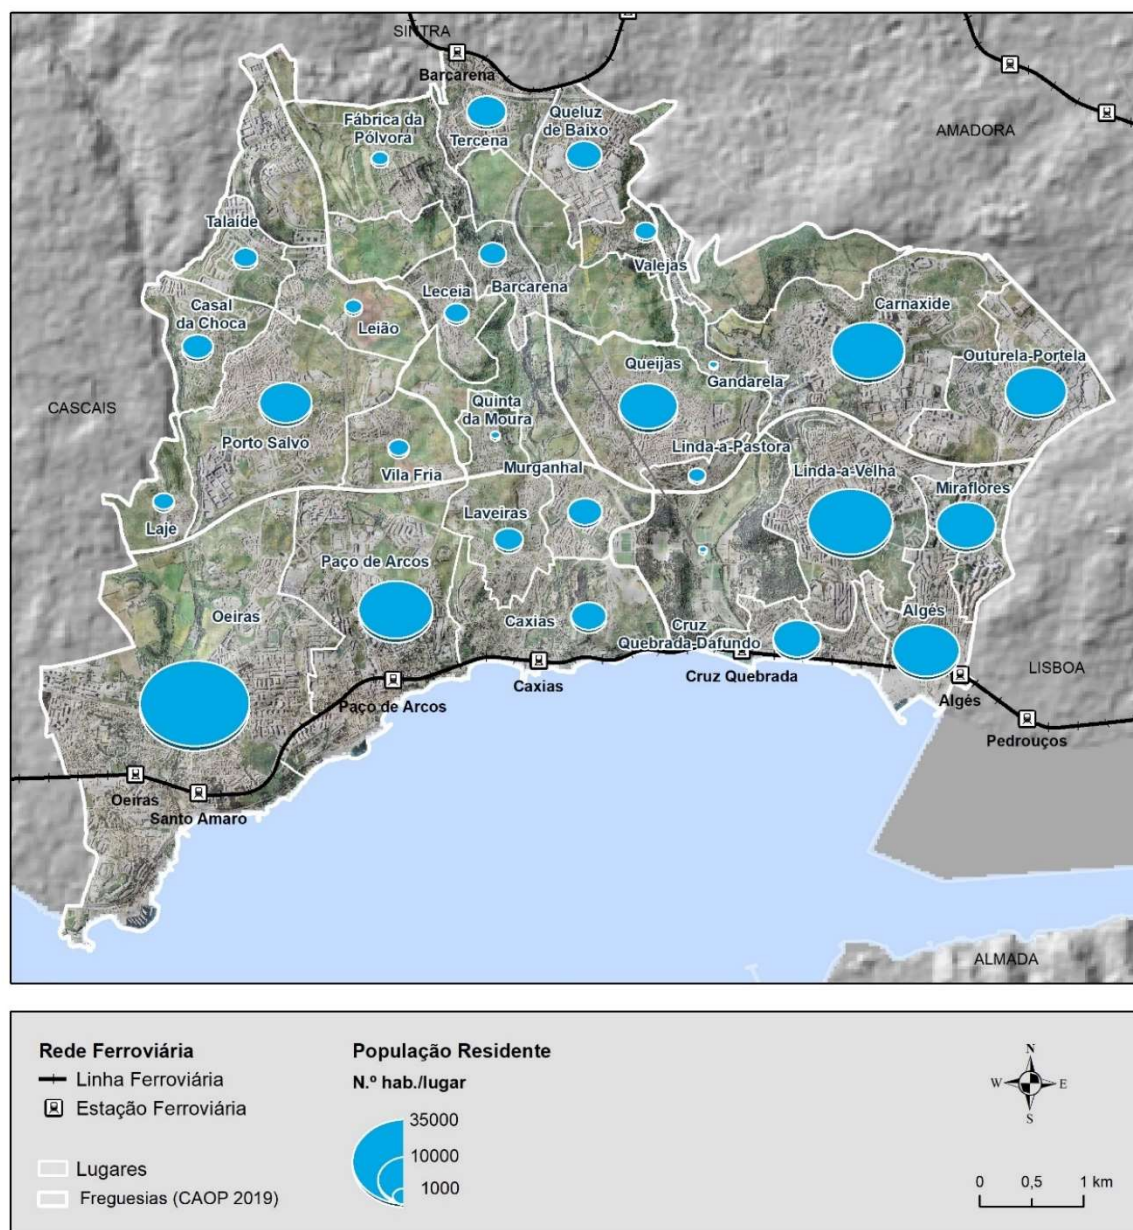 SINTRA
Barcarena
Fábrica da
Pólvora
Tercena
Queluz
de Baixo
AMADORA
Talaíde
Valejas
Leceia
Barcarena
Casal
da Choca
Leião
Carnaxide
Queijas
Gandarela
Outurela-Portela
CASCAIS
Quinta
da Moura
Porto Salvo
Linda-a-Pastora
Vila Fria
Murganhal
Linda-a-Velha
Miraflores
Laje
Laveiras
Paço de Arcos
Oeiras
Caxias
Cruz
Quebrada-Dafundo
Algés
LISBOA
Caxias
Cruz Quebrada
Paço de Arcos
Algés
Pedrouços
Oeiras
Santo Amaro
ALMADA
Rede Ferroviária
Linha Ferroviária
Estação Ferroviária
Lugares
Freguesias (CAOP 2019)
População Residente
N.º hab./lugar
35000
10000
1000
N
W
E
S
0 0,5 1 km